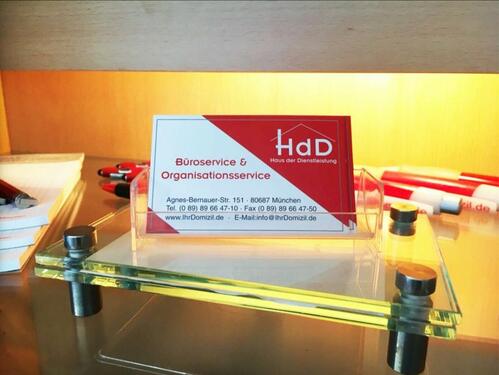 HdD
Haus der Dienstleistung
Büroservice &
Organisationsservice
Agnes-Bernauer-Str. 151 · 80687 München
Tel. (0 89) 89 66 47-10 · Fax (0 89) 89 66 47-50
www.IhrDomizil.de · E-Mail:info@IhrDomizil.de